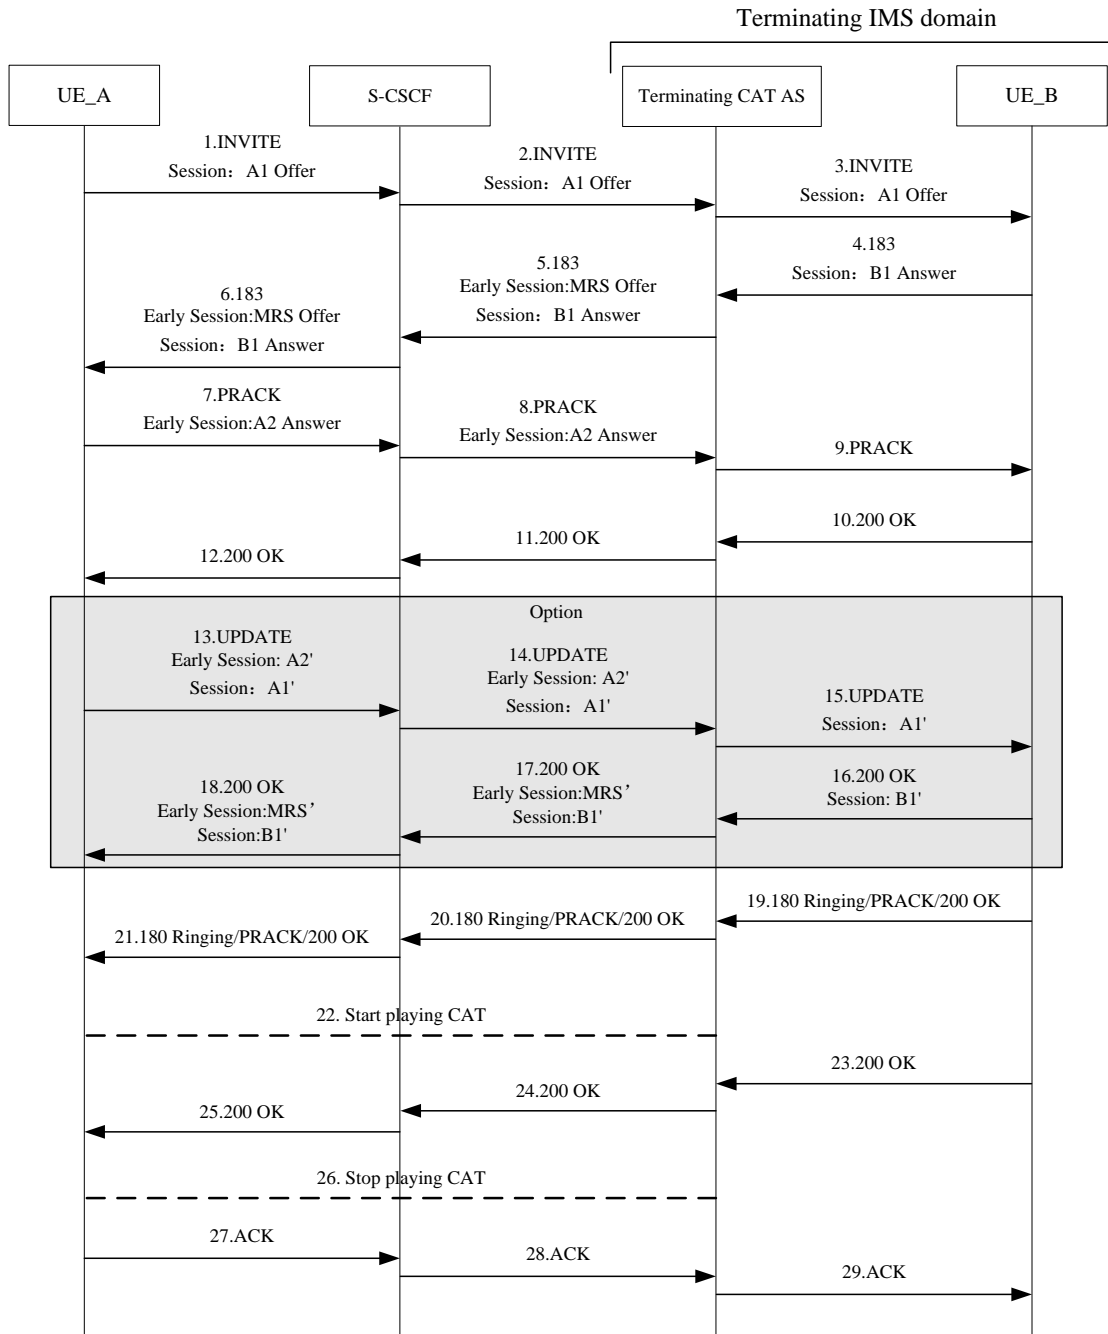 Terminating IMS domain
UE_A
S-CSCF
Terminating CAT AS
UE_B
1.INVITE
Session：A1 Offer
2.INVITE
Session：A1 Offer
3.INVITE
Session：A1 Offer
4.183
Session：B1 Answer
5.183
Early Session:MRS Offer
Session：B1 Answer
6.183
Early Session:MRS Offer
Session：B1 Answer
7.PRACK
Early Session:A2 Answer
8.PRACK
Early Session:A2 Answer
9.PRACK
10.200 OK
11.200 OK
12.200 OK
Option
13.UPDATE
Early Session: A2'
Session：A1'
14.UPDATE
Early Session: A2'
Session：A1'
15.UPDATE
Session：A1'
16.200 OK
Session: B1'
17.200 OK
Early Session:MRS’
Session:B1'
18.200 OK
Early Session:MRS’
Session:B1'
19.180 Ringing/PRACK/200 OK
20.180 Ringing/PRACK/200 OK
21.180 Ringing/PRACK/200 OK
22. Start playing CAT
23.200 OK
24.200 OK
25.200 OK
26. Stop playing CAT
27.ACK
28.ACK
29.ACK